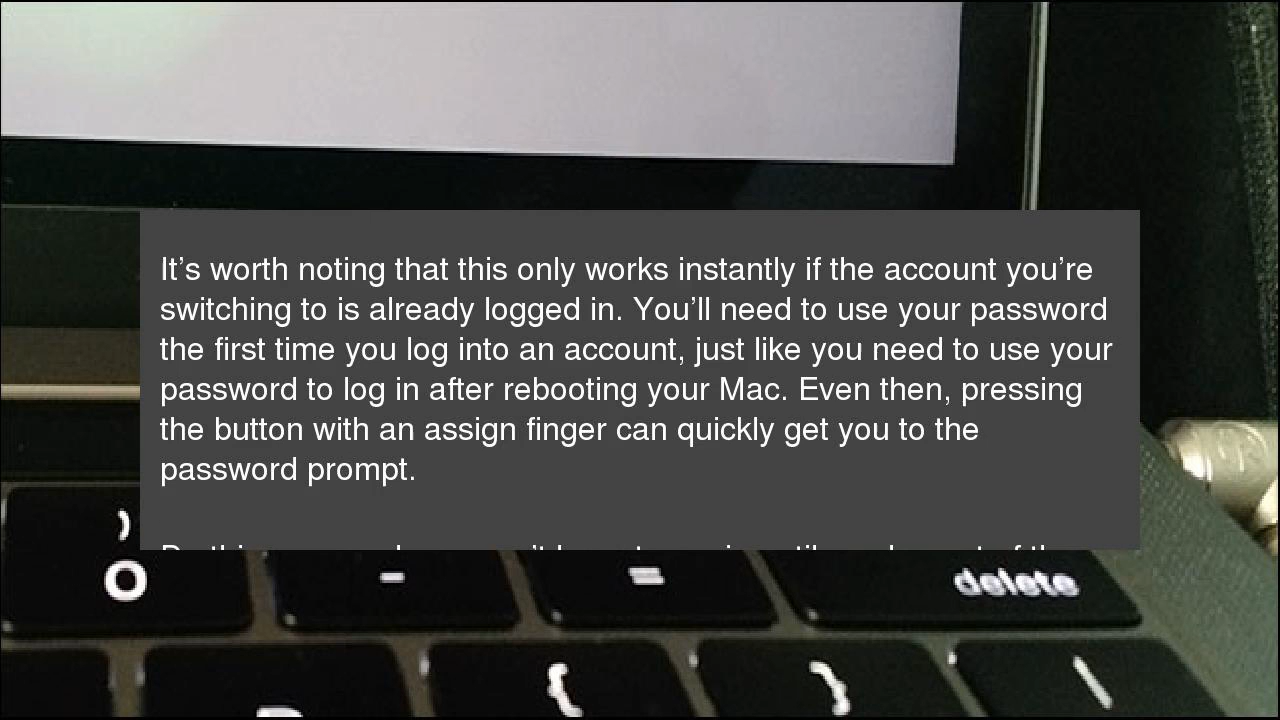 It’s worth noting that this only works instantly if the account you’re
switching to is already logged in. You’ll need to use your password
the first time you log into an account, just like you need to use your
password to log in after rebooting your Mac. Even then, pressing
the button with an assign finger can quickly get you to the
password prompt.
)
0
-
=
delete
{
}
|